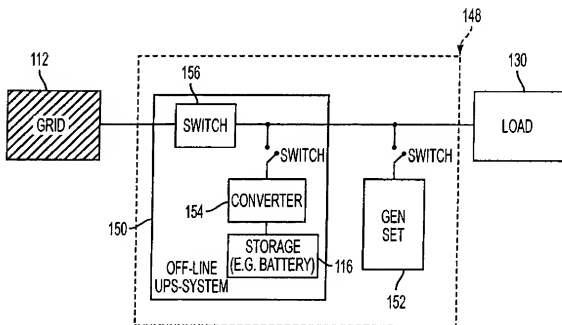 148
112
156
130
GRID
SWITCH
LOAD
SWITCH
SWITCH
154
CONVERTER
GEN
SET
150
STORAGE
(E.G. BATTERY)
116
OFF-LINE
UPS-SYSTEM
152